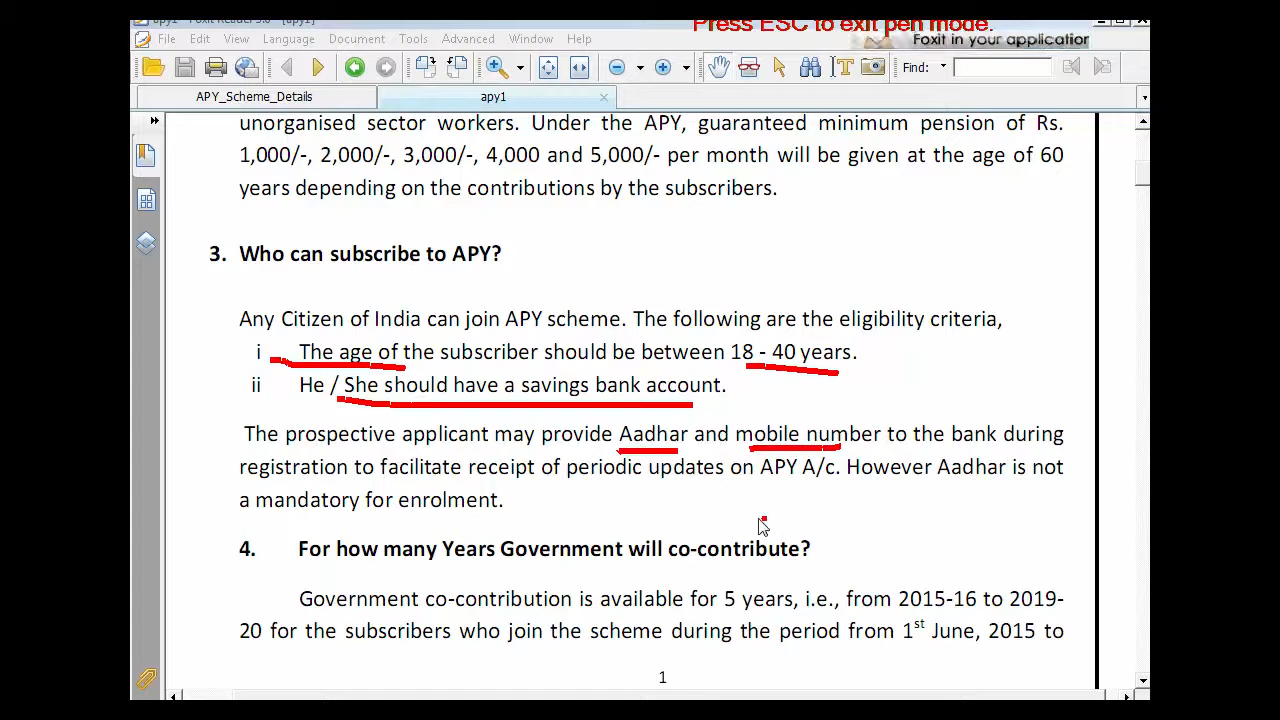 Press ESC to exit pen mode.
File Edit View Language Document Tools Advanced Window Help
Foxit in your application
Find:
APY_Scheme_Details apy1
unorganised sector workers. Under the APY, guaranteed minimum pension of Rs.
1,000/-, 2,000/-, 3,000/-, 4,000 and 5,000/- per month will be given at the age of 60
years depending on the contributions by the subscribers.
3. Who can subscribe to APY?
Any Citizen of India can join APY scheme. The following are the eligibility criteria,
i The age of the subscriber should be between 18 - 40 years.
ii He / She should have a savings bank account.
The prospective applicant may provide Aadhar and mobile number to the bank during
registration to facilitate receipt of periodic updates on APY A/c. However Aadhar is not
a mandatory for enrolment.
4. For how many Years Government will co-contribute?
Government co-contribution is available for 5 years, i.e., from 2015-16 to 2019-
20 for the subscribers who join the scheme during the period from 1st June, 2015 to
1